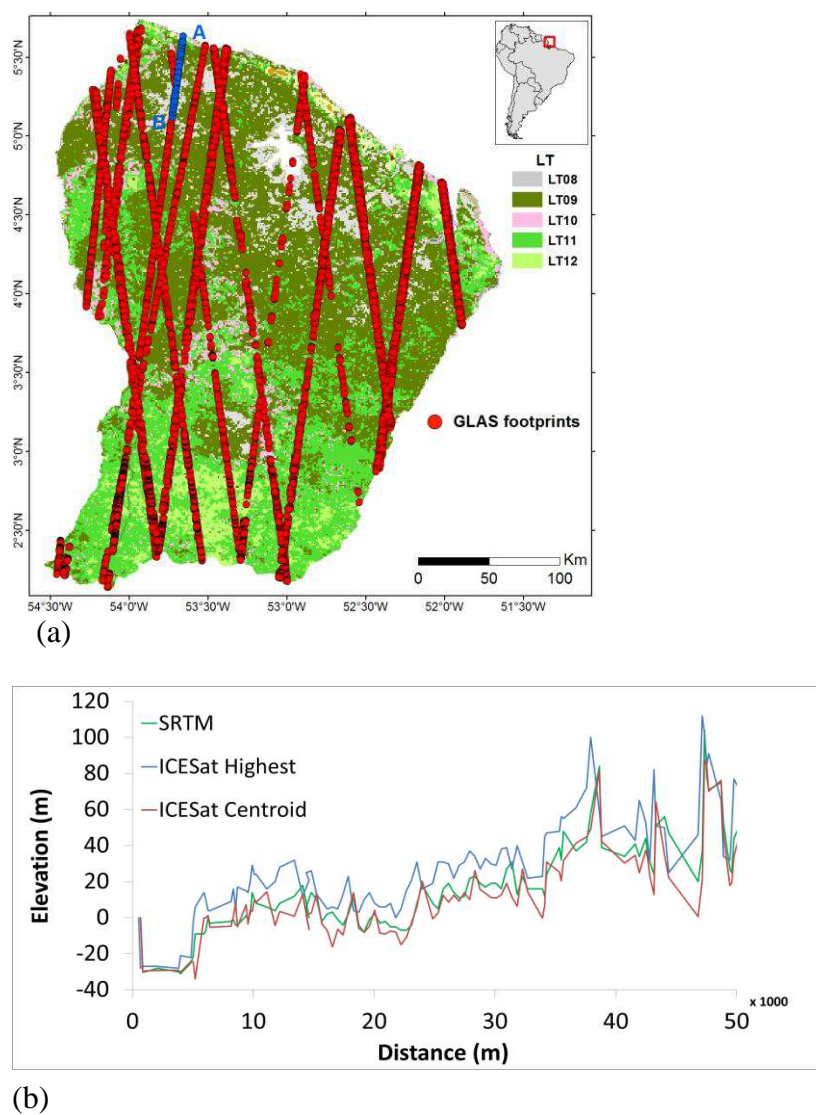 5°30'N
5°0'N
4°30'N
4°0'N
3°30'N
3°0'N
2°30'N
A
B
LT
LT08
LT09
LT10
LT11
LT12
GLAS footprints
Km
0 50 100
54°30'W 54°0'W 53°30'W 53°0'W 52°30'W 52°0'W 51°30'W
(a)
120
100
80
60
40
20
0
-20
-40
Elevation (m)
SRTM
ICESat Highest
ICESat Centroid
0 10 20 30 40 50
x 1000
Distance (m)
(b)